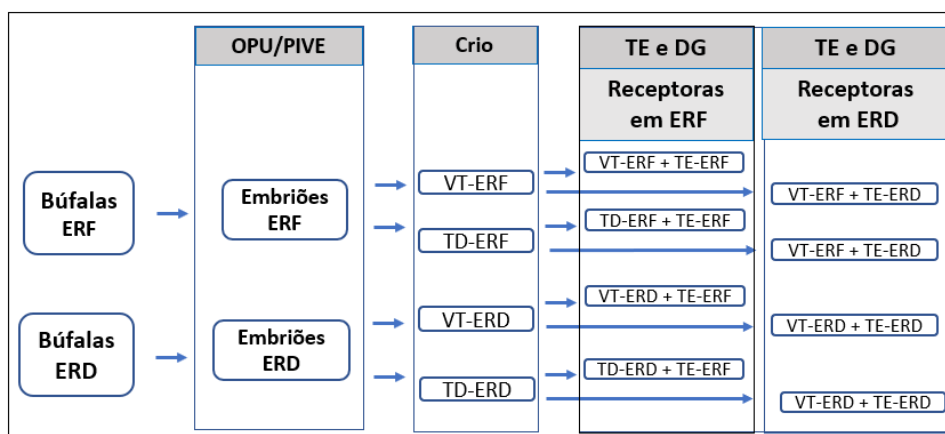 OPU/PIVE
Crio
TE e DG
TE e DG
Receptoras
em ERF
Receptoras
em ERD
Búfalas
ERF
Embriões
ERF
VT-ERF
TD-ERF
VT-ERF + TE-ERF
VT-ERF + TE-ERD
TD-ERF + TE-ERF
VT-ERF + TE-ERD
Búfalas
ERD
Embriões
ERD
VT-ERD
TD-ERD
VT-ERD + TE-ERF
VT-ERD + TE-ERD
TD-ERD + TE-ERF
VT-ERD + TE-ERD